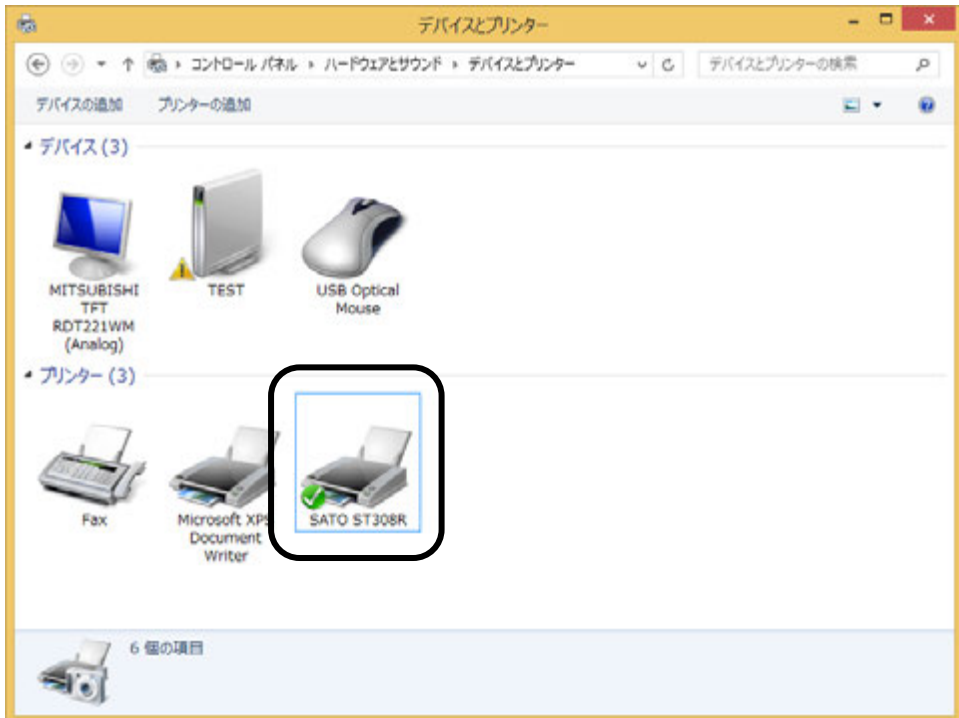 デバイスとプリンター
コントロール パネル
ハードウェアとサウンド
デバイスとプリンター
デバイスとプリンターの検索
デバイスの追加
プリンターの追加
デバイス (3)
MITSUBISHI
TFT
RDT221WM
(Analog)
TEST
USB Optical
Mouse
プリンター (3)
Fax
Microsoft XPS
Document
Writer
SATO ST308R
6 個の項目